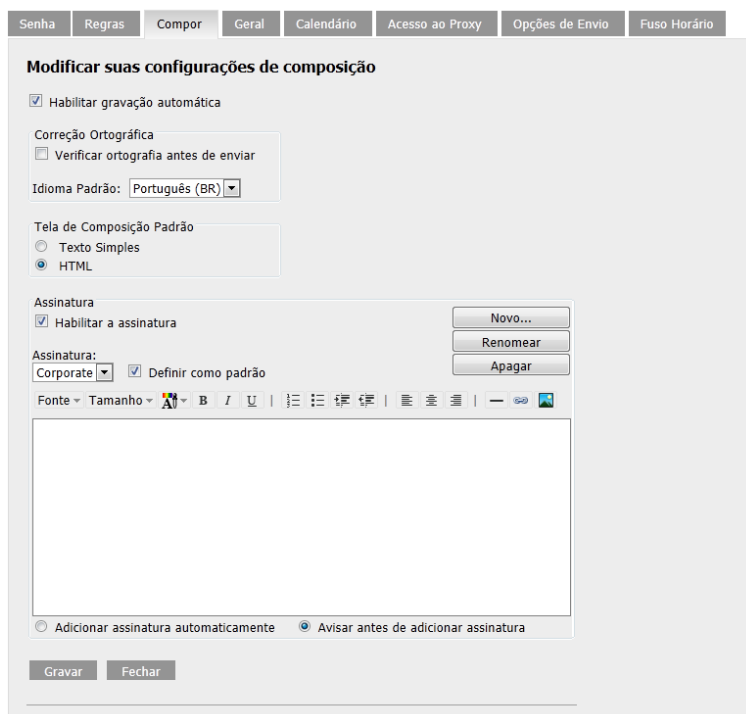 Senha Regras Compor Geral Calendário Acesso ao Proxy Opções de Envio Fuso Horário
Modificar suas configurações de composição
Habilitar gravação automática
Correção Ortográfica
Verificar ortografia antes de enviar
Idioma Padrão: Português (BR)
Tela de Composição Padrão
Texto Simples
HTML
Assinatura
Habilitar a assinatura
Novo...
Renomear
Assinatura:
Apagar
Corporate Definir como padrão
Fonte Tamanho A B I U
Adicionar assinatura automaticamente Avisar antes de adicionar assinatura
Gravar Fechar